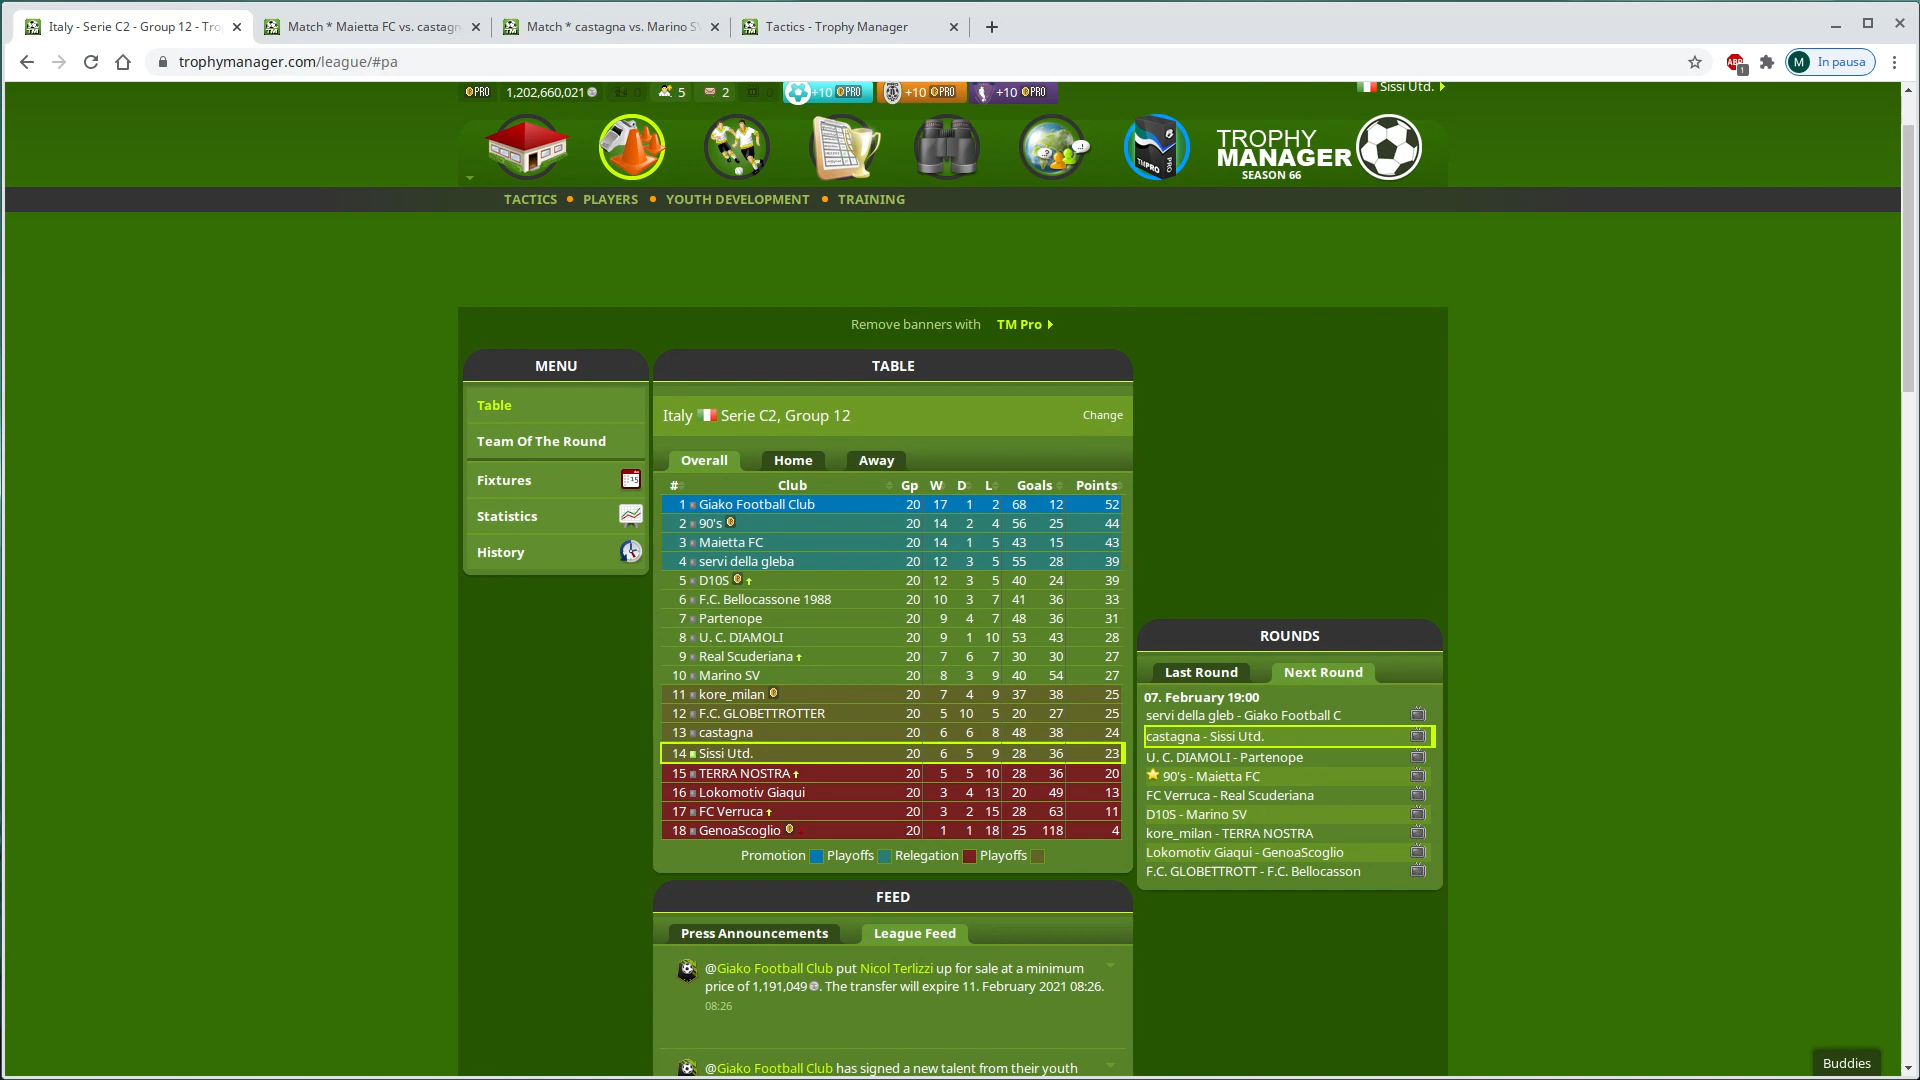 Italy - Serie C2 - Group 12 - Tro
Match * Maietta FC vs. castagn
Match * castagna vs. Marino S
Tactics - Trophy Manager
trophymanager.com/league/#pa
ABP
1
M In pausa
PRO 1,202,660,021 0 5 2 0 +10 PRO +10 PRO +10 PRO
Sissi Utd.
TROPHY
MANAGER
SEASON 66
TACTICS PLAYERS YOUTH DEVELOPMENT TRAINING
Remove banners with TM Pro
MENU
Table
Team Of The Round
Fixtures
Statistics
History
TABLE
Italy Serie C2, Group 12 Change
Overall Home Away
# Club Gp W D L Goals Points
1 Giako Football Club 20 17 1 2 68 12 52
2 90's 20 14 2 4 56 25 44
3 Maietta FC 20 14 1 5 43 15 43
4 servi della gleba 20 12 3 5 55 28 39
5 D10S 20 12 3 5 40 24 39
6 F.C. Bellocassone 1988 20 10 3 7 41 36 33
7 Partenope 20 9 4 7 48 36 31
8 U. C. DIAMOLI 20 9 1 10 53 43 28
9 Real Scuderiana 20 7 6 7 30 30 27
10 Marino SV 20 8 3 9 40 54 27
11 kore_milan 20 7 4 9 37 38 25
12 F.C. GLOBETTROTTER 20 5 10 5 20 27 25
13 castagna 20 6 6 8 48 38 24
14 Sissi Utd. 20 6 5 9 28 36 23
15 TERRA NOSTRA 20 5 5 10 28 36 20
16 Lokomotiv Giaqui 20 3 4 13 20 49 13
17 FC Verruca 20 3 2 15 28 63 11
18 GenoaScoglio 20 1 1 18 25 118 4
Promotion Playoffs Relegation Playoffs
ROUNDS
Last Round Next Round
07. February 19:00
servi della gleb - Giako Football C
castagna - Sissi Utd.
U. C. DIAMOLI - Partenope
90's - Maietta FC
FC Verruca - Real Scuderiana
D10S - Marino SV
kore_milan - TERRA NOSTRA
Lokomotiv Giaqui - GenoaScoglio
F.C. GLOBETTROTT - F.C. Bellocasson
FEED
Press Announcements League Feed
@Giako Football Club put Nicol Terlizzi up for sale at a minimum
price of 1,191,049. The transfer will expire 11. February 2021 08:26.
08:26
@Giako Football Club has signed a new talent from their youth
Buddies